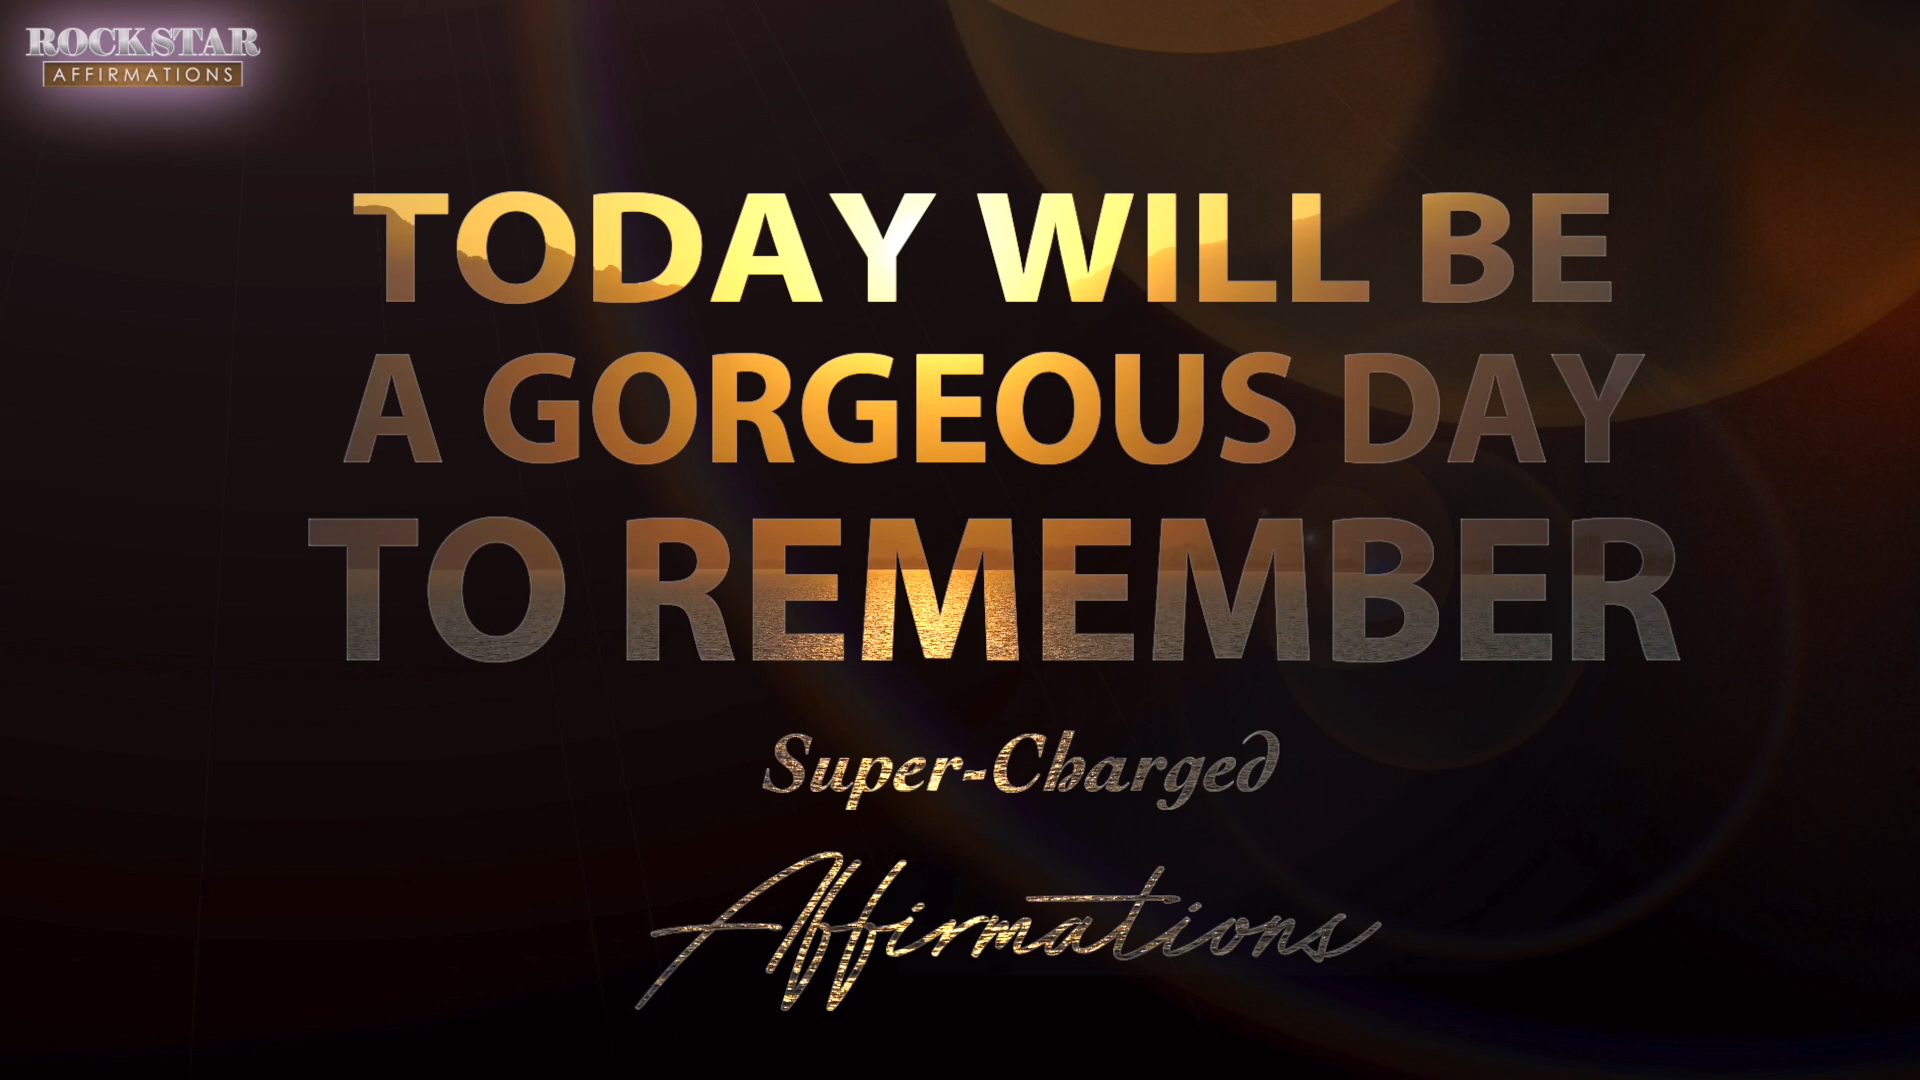 ROCKSTAR
AFFIRMATIONS
TODAY WILL BE
A GORGEOUS DAY
TO REMEMBER
Super-Charged
Affirmations